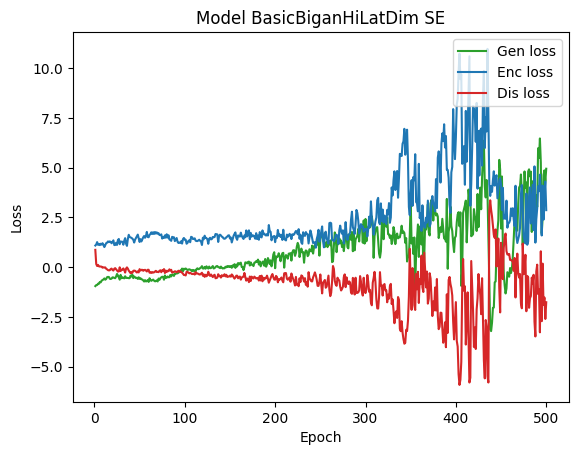 Model BasicBiganHiLatDim SE
Gen loss
Enc loss
Dis loss
10.0
7.5
5.0
2.5
0.0
−2.5
−5.0
Loss
0
100
200
300
400
500
Epoch